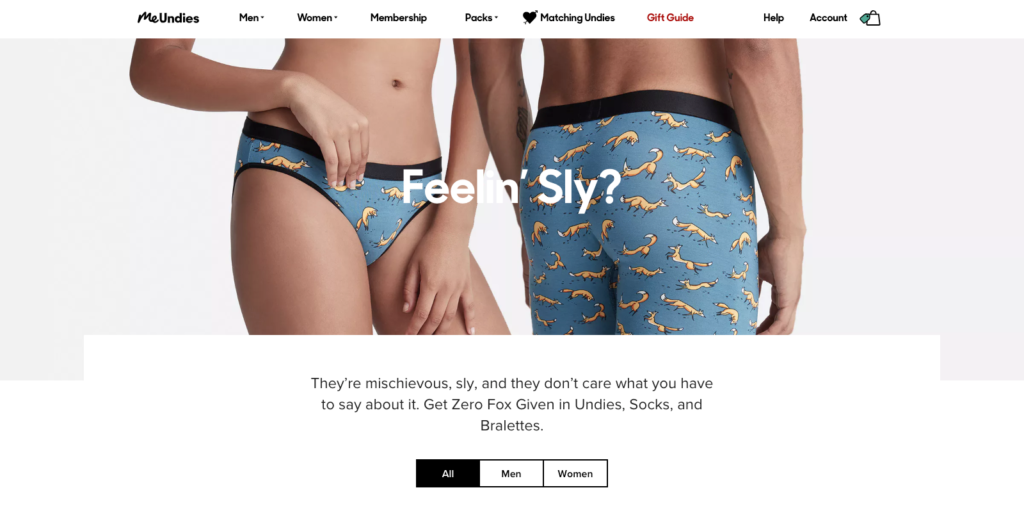 MeUndies Men Women Membership Packs Matching Undies Gift Guide Help Account
Feelin' Sly?
They're mischievous, sly, and they don't care what you have
to say about it. Get Zero Fox Given in Undies, Socks, and
Bralettes.
All Men Women